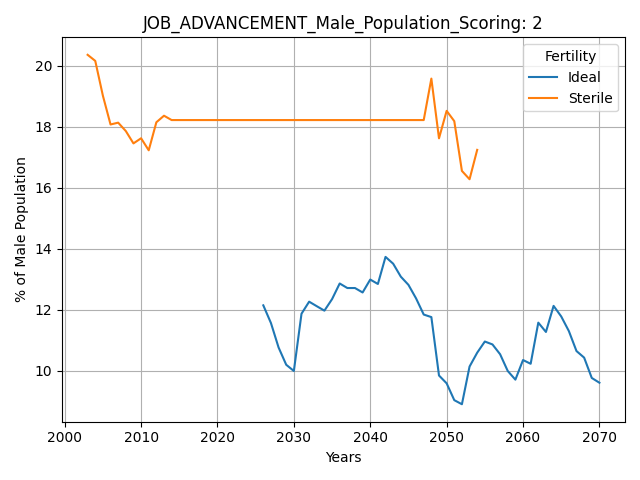 JOB_ADVANCEMENT_Male_Population_Scoring: 2
Fertility
Ideal
Sterile
% of Male Population
20
18
16
14
12
10
2000 2010 2020 2030 2040 2050 2060 2070
Years